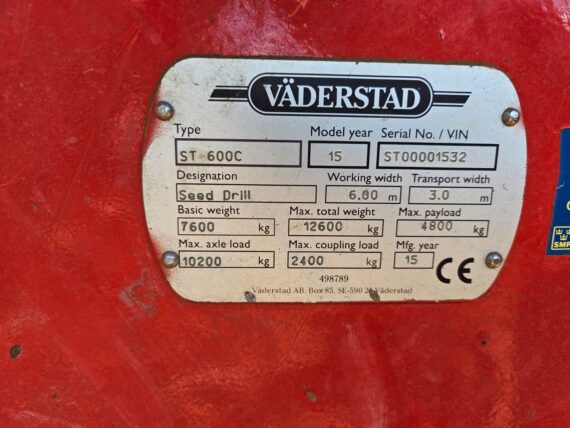 VÄDERSTAD
Type Model year Serial No. / VIN
ST 600C 15 ST00001532
Designation Working width Transport width
Seed Drill 6.00 m 3.0 m
Basic weight Max. total weight Max. payload
7600 kg 12600 kg 4800 kg
Max. axle load Max. coupling load Mfg. year
10200 kg 2400 kg 15 CE
498789
Väderstad AB, Box 85, SE-590 21 Väderstad
SMP